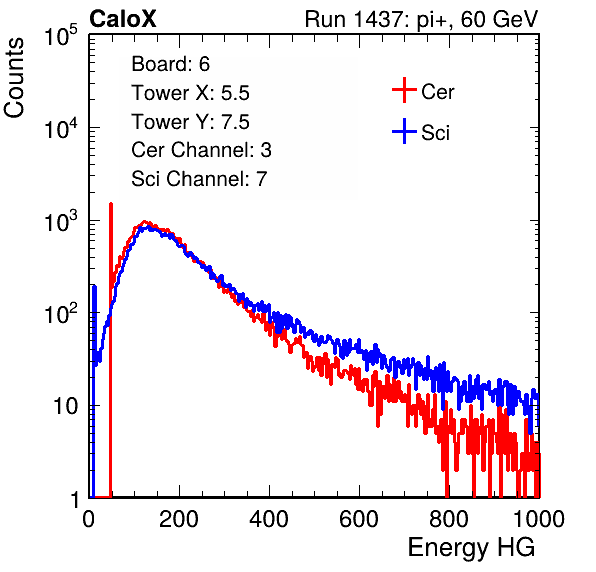 CaloX Run 1437: pi+, 60 GeV
Counts
10^5
10^4
10^3
10^2
10
1
Board: 6
Tower X: 5.5
Tower Y: 7.5
Cer Channel: 3
Sci Channel: 7
Cer
Sci
0 200 400 600 800 1000
Energy HG